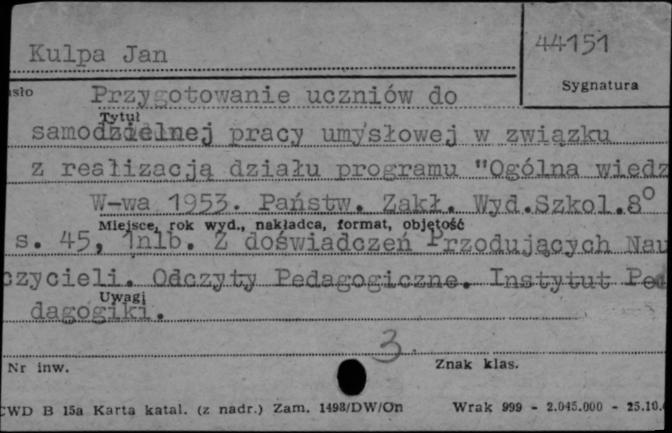 Kulpa Jan
44151
Sygnatura
sło Przygotowanie uczniów do
Tytuł
samodzielnej pracy umysłowej w związku
z realizacją działu programu "Ogólna wiedz
W-wa 1953. Państw. Zakł. Wyd.Szkol.8°
Miejsce, rok wyd., nakładca, format, objętość
s. 45, 1nlb. Z doświadczeń Przodujących Nau
czycieli. Odczyty Pedagogiczne. Instytut Ped
Uwagi
dagogiki.
3.
Nr inw.
Znak klas.
CWD B 15a Karta katal. (z nadr.) Zam. 1498/DW/On Wrak 999 - 2.045.000 - 25.10.